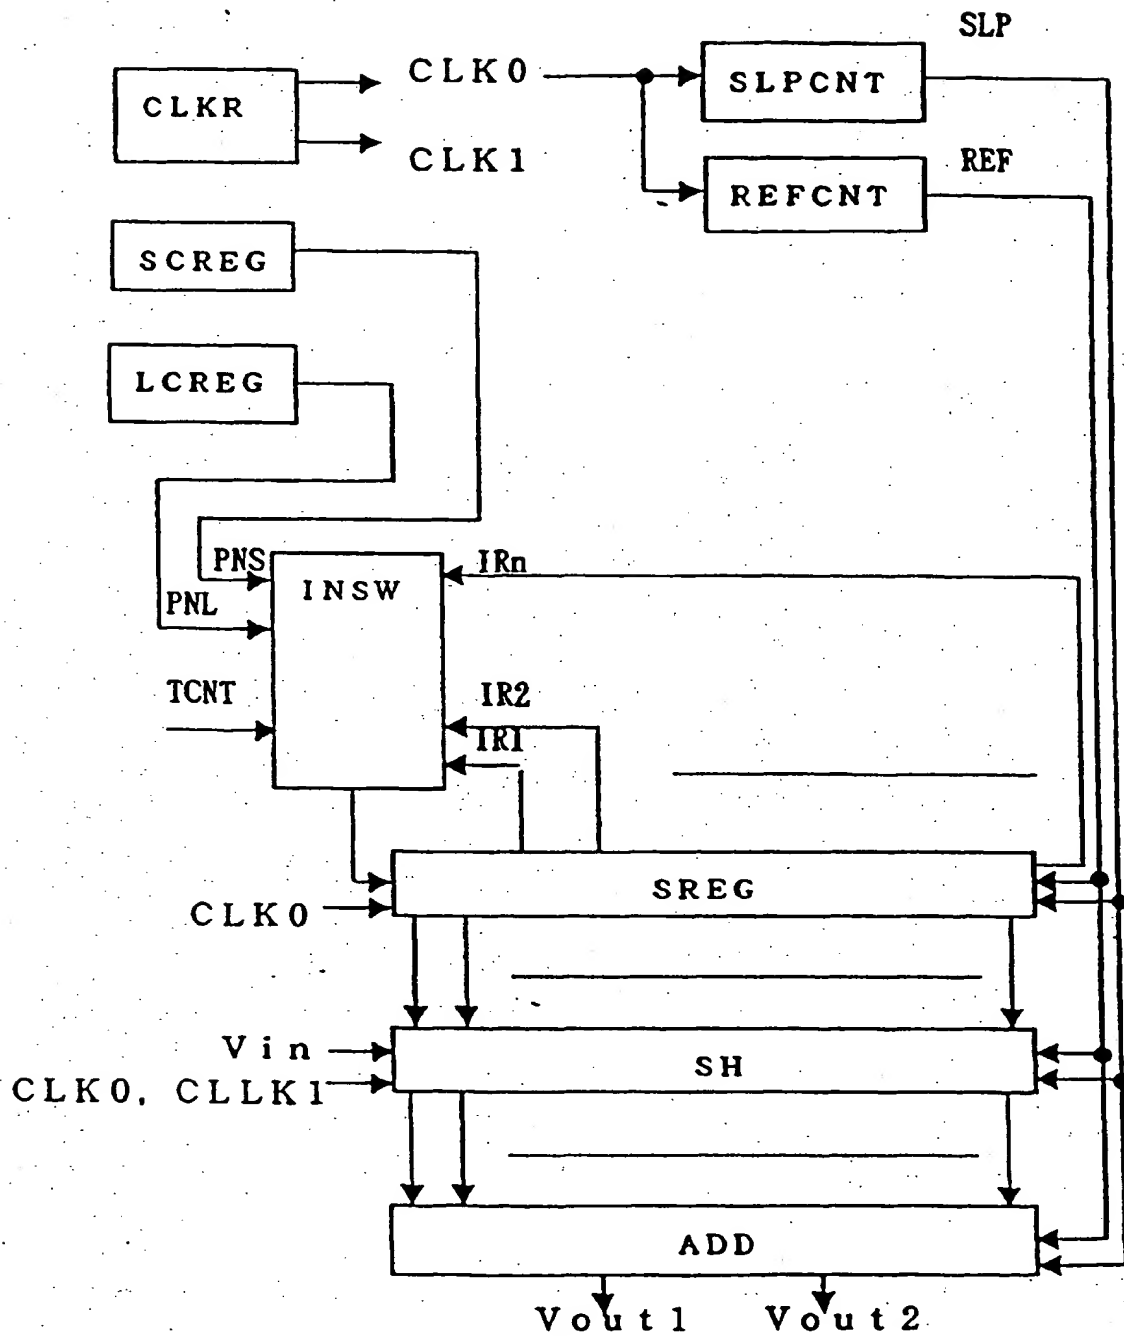 SLP
CLK0
SLPCNT
CLKR
CLK1
REF
REFCNT
SCREG
LCREG
PNS
IRn
INSW
PNL
TCNT
IR2
IR1
SREG
CLK0
Vin
SH
CLK0, CLLK1
ADD
Vout1
Vout2